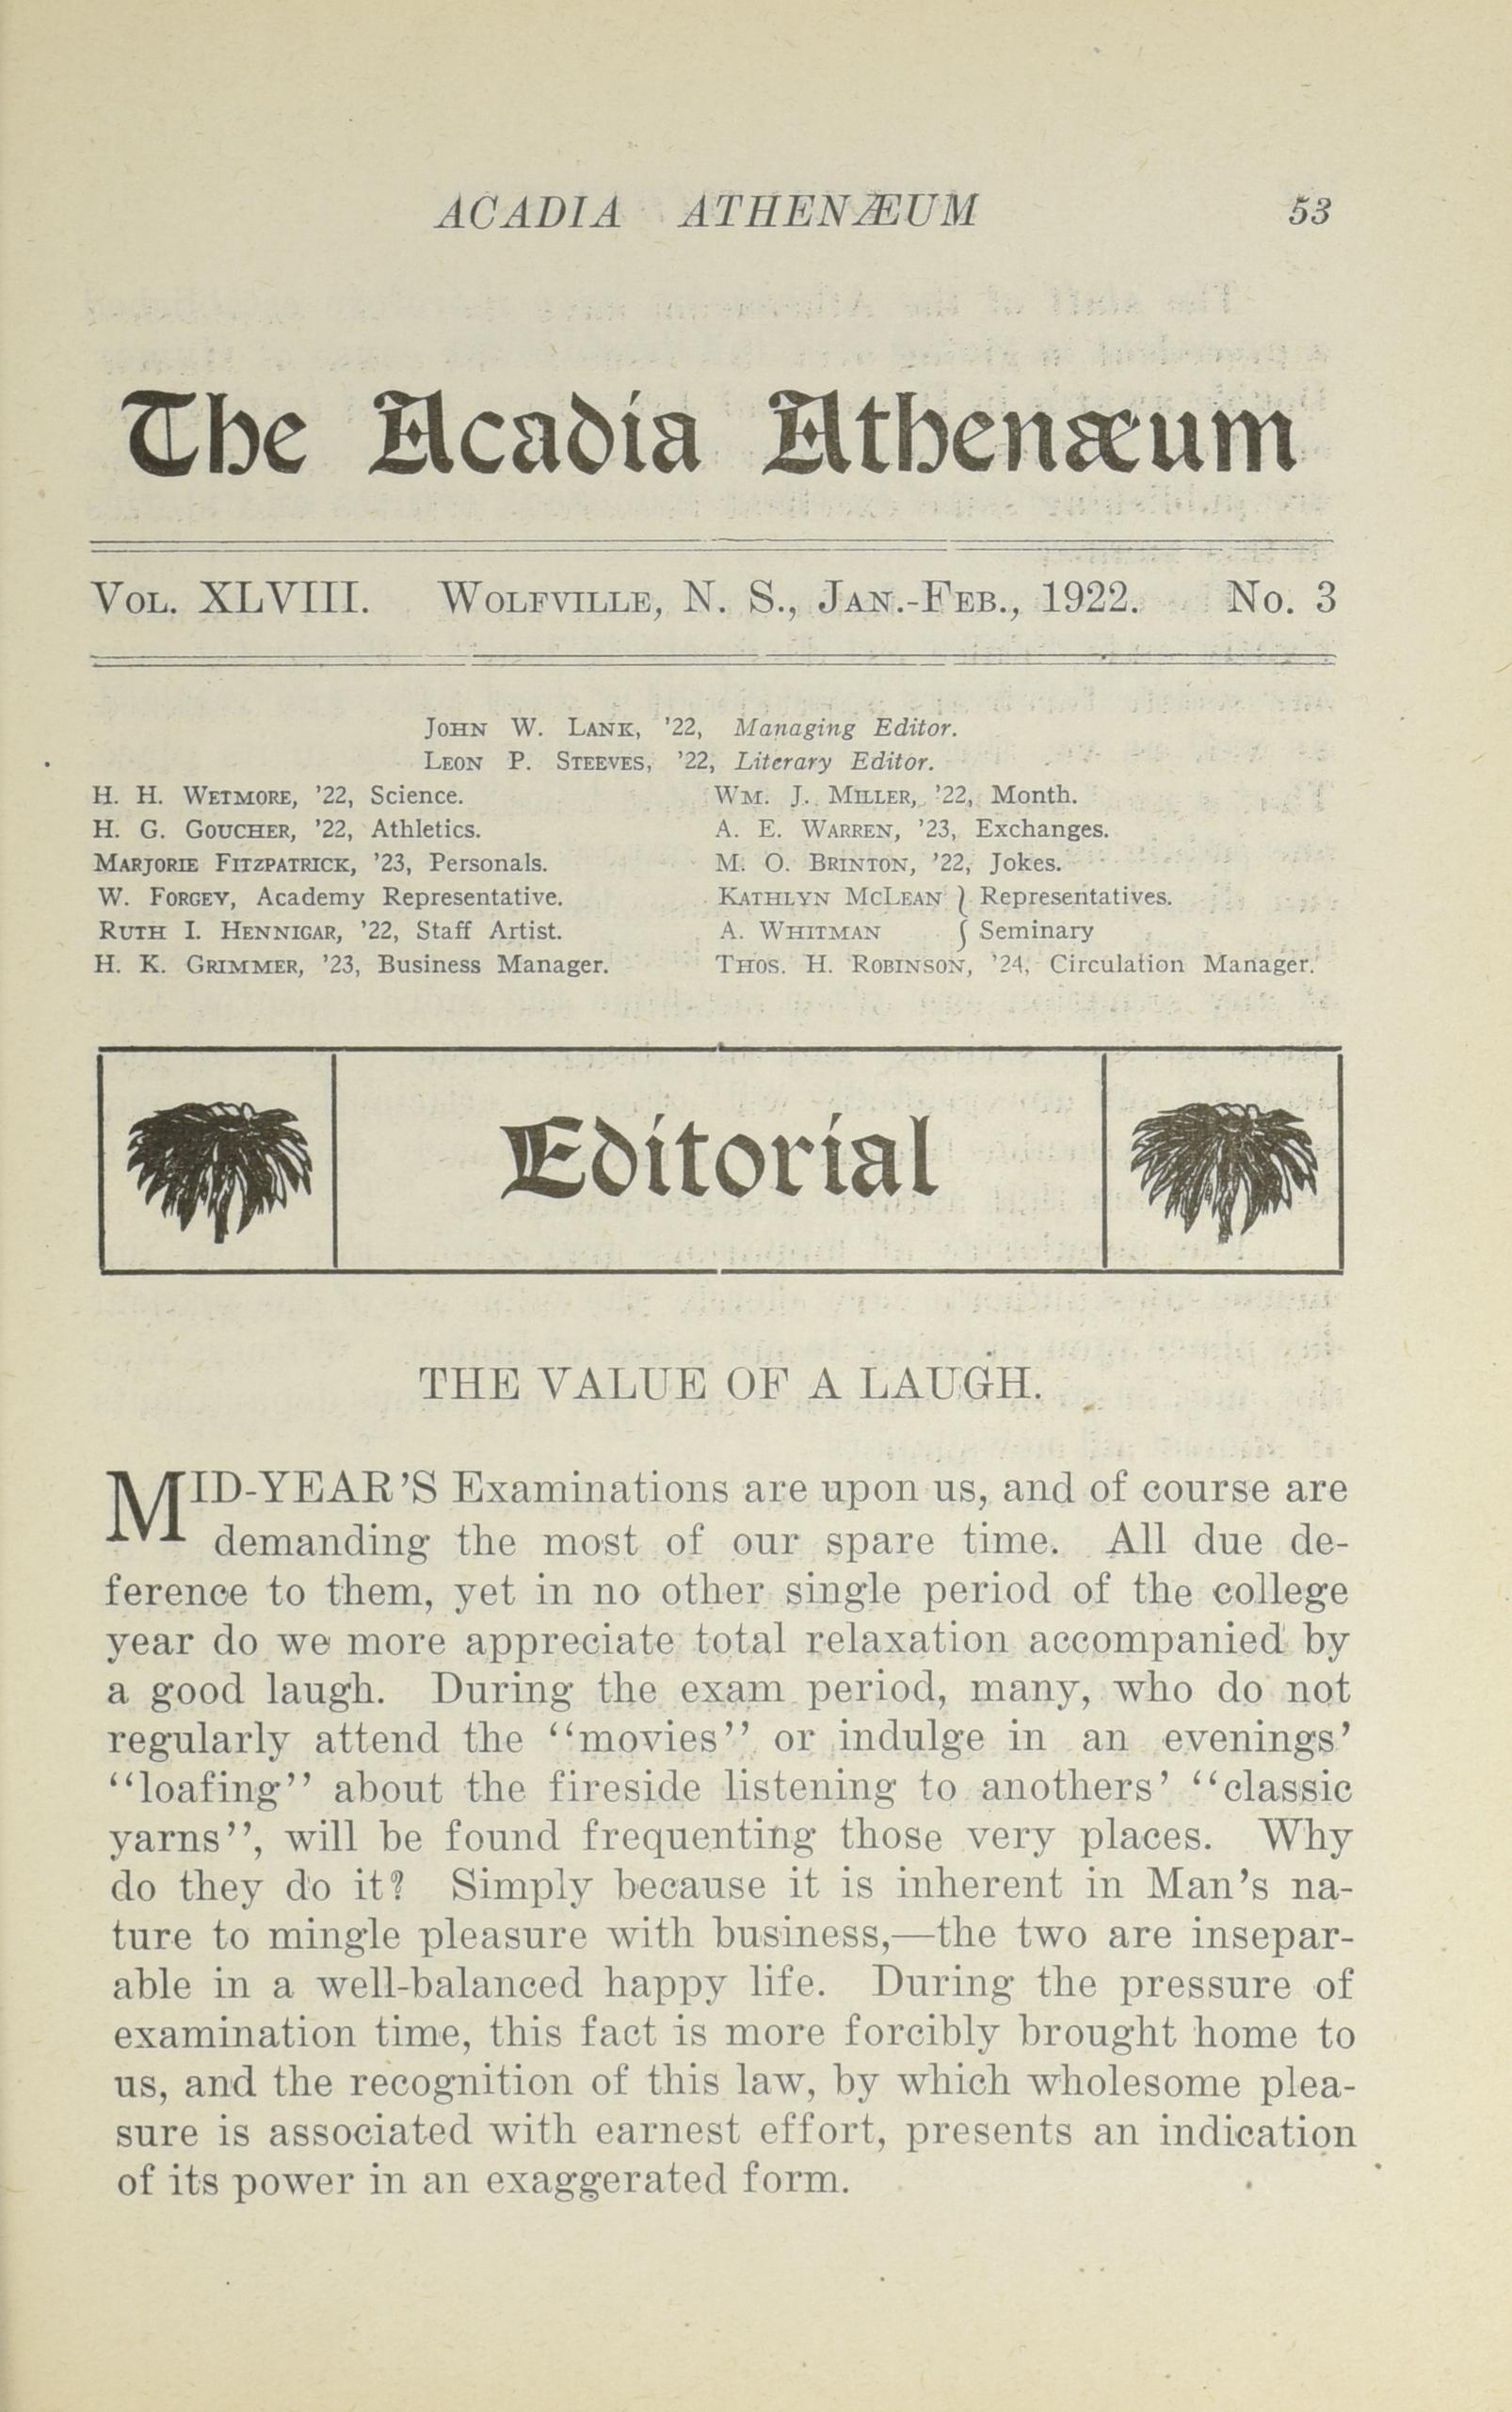 ACADIA ATHENÆUM 53
The Acadia Athenæum
VOL. XLVIII. WOLFVILLE, N. S., JAN.-FEB., 1922. No. 3
JOHN W. LANK, '22, Managing Editor.
LEON P. STEEVES, '22, Literary Editor.
H. H. WETMORE, '22, Science. WM. J. MILLER, '22, Month.
H. G. GOUCHER, '22, Athletics. A. E. WARREN, '23, Exchanges.
MARJORIE FITZPATRICK, '23, Personals. M. O. BRINTON, '22, Jokes.
W. FORGEY, Academy Representative. KATHLYN MCLEAN } Representatives.
RUTH I. HENNIGAR, '22, Staff Artist. A. WHITMAN { Seminary
H. K. GRIMMER, '23, Business Manager. THOS. H. ROBINSON, '24, Circulation Manager.
Editorial
THE VALUE OF A LAUGH.
MID-YEAR'S Examinations are upon us, and of course are
demanding the most of our spare time. All due de-
ference to them, yet in no other single period of the college
year do we more appreciate total relaxation accompanied by
a good laugh. During the exam period, many, who do not
regularly attend the "movies" or indulge in an evenings'
"loafing" about the fireside listening to anothers' "classic
yarns", will be found frequenting those very places. Why
do they do it? Simply because it is inherent in Man's na-
ture to mingle pleasure with business,—the two are insepar-
able in a well-balanced happy life. During the pressure of
examination time, this fact is more forcibly brought home to
us, and the recognition of this law, by which wholesome plea-
sure is associated with earnest effort, presents an indication
of its power in an exaggerated form.